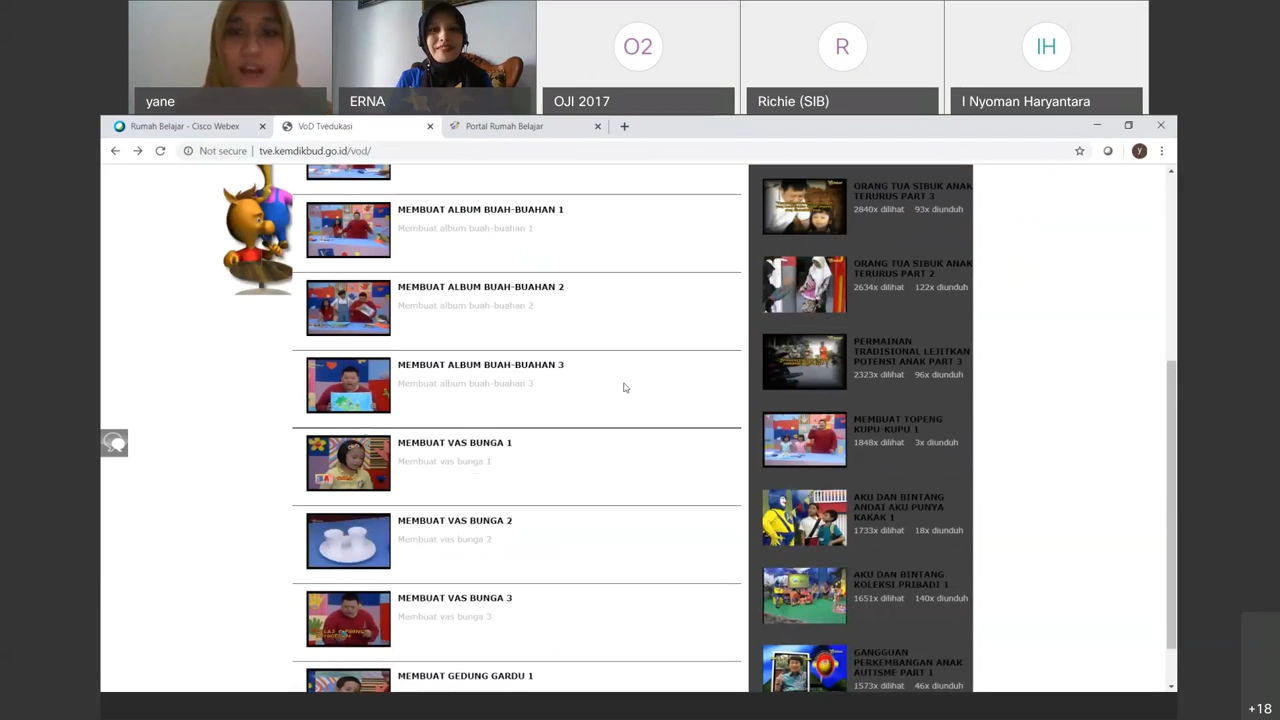 O2
R
IH
yane
ERNA
OJI 2017
Richie (SIB)
I Nyoman Haryantara
Rumah Belajar - Cisco Webex
VoD Tvedukasi
Portal Rumah Belajar
Not secure
tve.kemdikbud.go.id/vod/
y
MEMBUAT ALBUM BUAH-BUAHAN 1
Membuat album buah-buahan 1
MEMBUAT ALBUM BUAH-BUAHAN 2
Membuat album buah-buahan 2
MEMBUAT ALBUM BUAH-BUAHAN 3
Membuat album buah-buahan 3
MEMBUAT VAS BUNGA 1
Membuat vas bunga 1
MEMBUAT VAS BUNGA 2
Membuat vas bunga 2
MEMBUAT VAS BUNGA 3
Membuat vas bunga 3
MEMBUAT GEDUNG GARDU 1
ORANG TUA SIBUK ANAK
TERURUS PART 3
2840x dilihat 93x diunduh
ORANG TUA SIBUK ANAK
TERURUS PART 2
2634x dilihat 122x diunduh
PERMAINAN
TRADISIONAL LEJITKAN
POTENSI ANAK PART 3
2323x dilihat 96x diunduh
MEMBUAT TOPENG
KUPU-KUPU 1
1848x dilihat 3x diunduh
AKU DAN BINTANG
ANDAI AKU PUNYA
KAKAK 1
1733x dilihat 18x diunduh
AKU DAN BINTANG
KOLEKSI PRIBADI 1
1651x dilihat 140x diunduh
GANGGUAN
PERKEMBANGAN ANAK
AUTISME PART 1
1573x dilihat 46x diunduh
+18